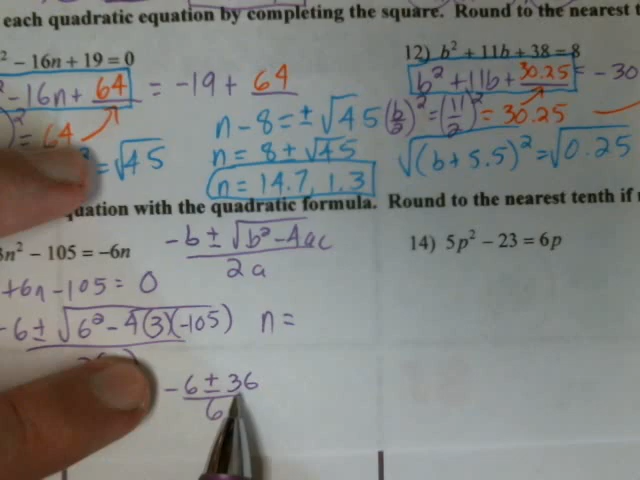 each quadratic equation by completing the square. Round to the nearest
² - 16n + 19 = 0
12) b² + 11b + 38 = 8
- 16n + 64 = -19 + 64
b² + 11b + 30.25 = -30
)² = 64
n - 8 = ± √45
(b/2)² = (11/2)² = 30.25
² = √45
n = 8 ± √45
√(b + 5.5)² = √0.25
n = 14.7, 1.3
uation with the quadratic formula. Round to the nearest tenth if
n² - 105 = -6n
-b ± √b² - 4ac
2a
14) 5p² - 23 = 6p
+ 6n - 105 = 0
-6 ± √6² - 4(3)(-105)
n =
-6 ± 36
6